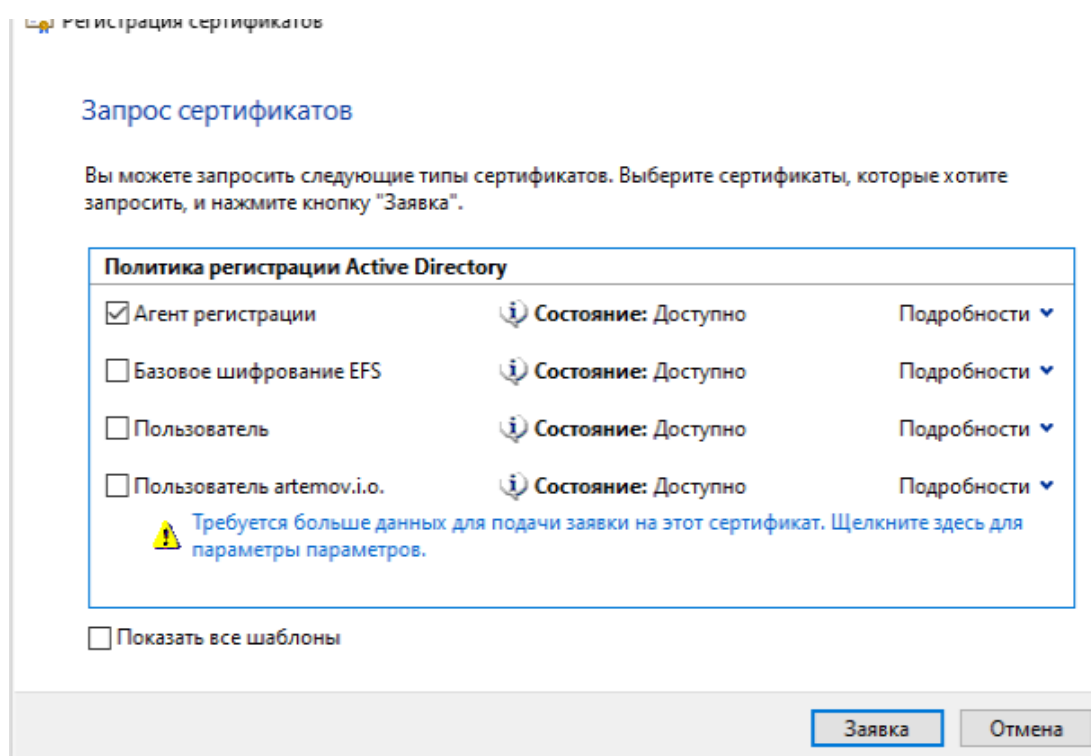 Регистрация сертификатов
Запрос сертификатов
Вы можете запросить следующие типы сертификатов. Выберите сертификаты, которые хотите
запросить, и нажмите кнопку "Заявка".
Политика регистрации Active Directory
Агент регистрации Состояние: Доступно Подробности
Базовое шифрование EFS Состояние: Доступно Подробности
Пользователь Состояние: Доступно Подробности
Пользователь artemov.i.o. Состояние: Доступно Подробности
Требуется больше данных для подачи заявки на этот сертификат. Щелкните здесь для
параметры параметров.
Показать все шаблоны
Заявка Отмена